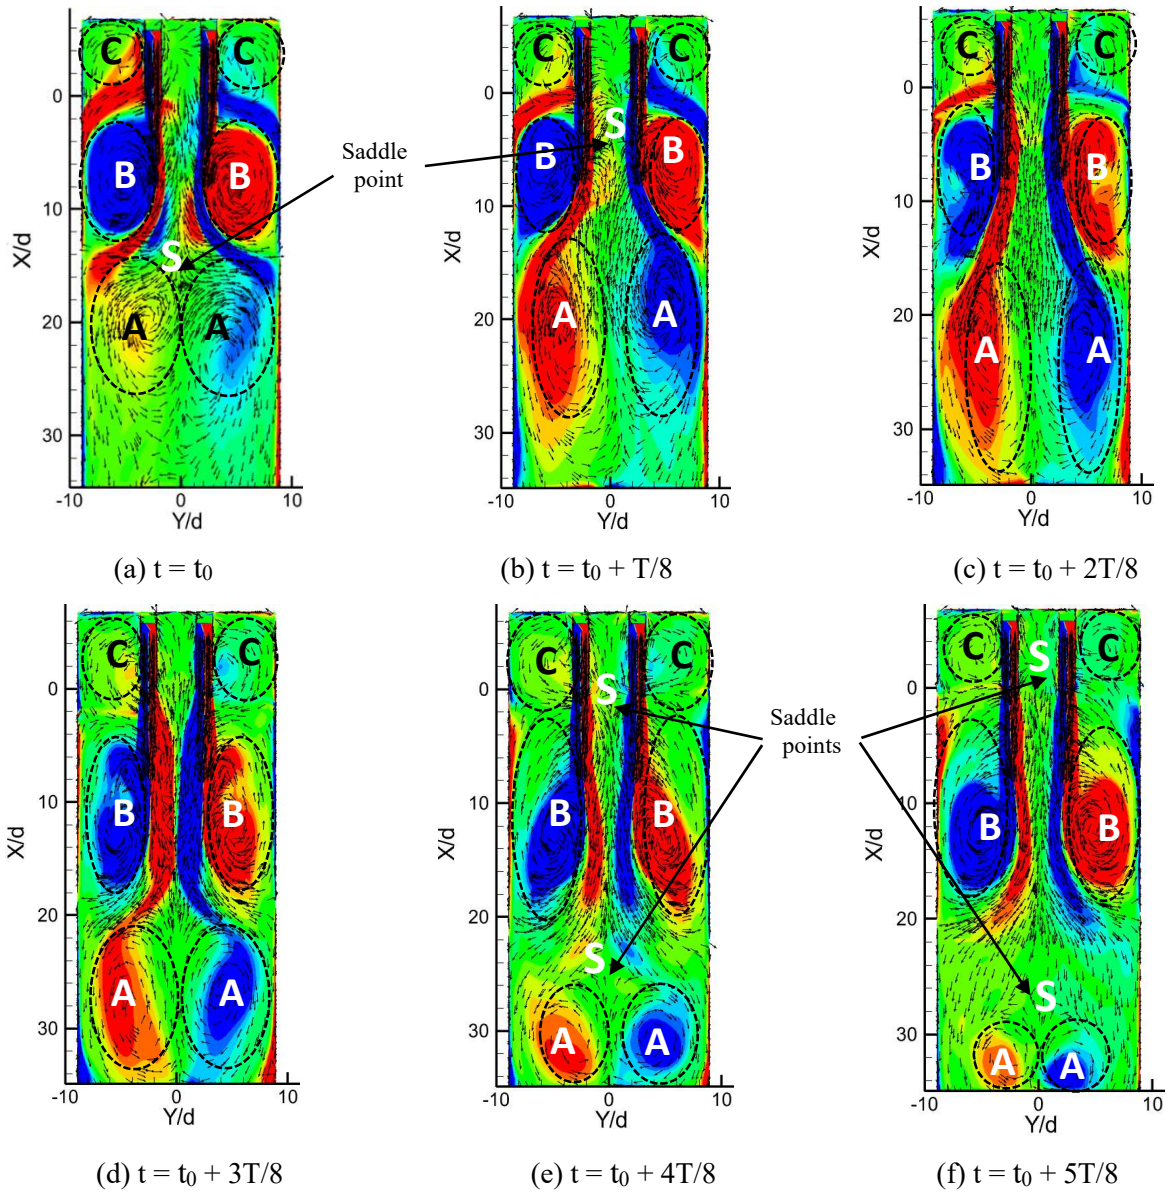 C C C C C C
0 0 0
S
B B B B B B
Saddle
point
10 10 10
S
X/d X/d X/d
A A A A A A
20 20 20
30 30 30
-10 0 10 -10 0 10 -10 0 10
Y/d Y/d Y/d
(a) t = t₀ (b) t = t₀ + T/8 (c) t = t₀ + 2T/8
C C C C C C
S
0 S 0 0
Saddle
points
B B B B B B
10 10 10
X/d X/d X/d
20 20 20
S
A A S
30 A A 30 A A 30
-10 0 10 -10 0 10 -10 0 10
Y/d Y/d Y/d
(d) t = t₀ + 3T/8 (e) t = t₀ + 4T/8 (f) t = t₀ + 5T/8